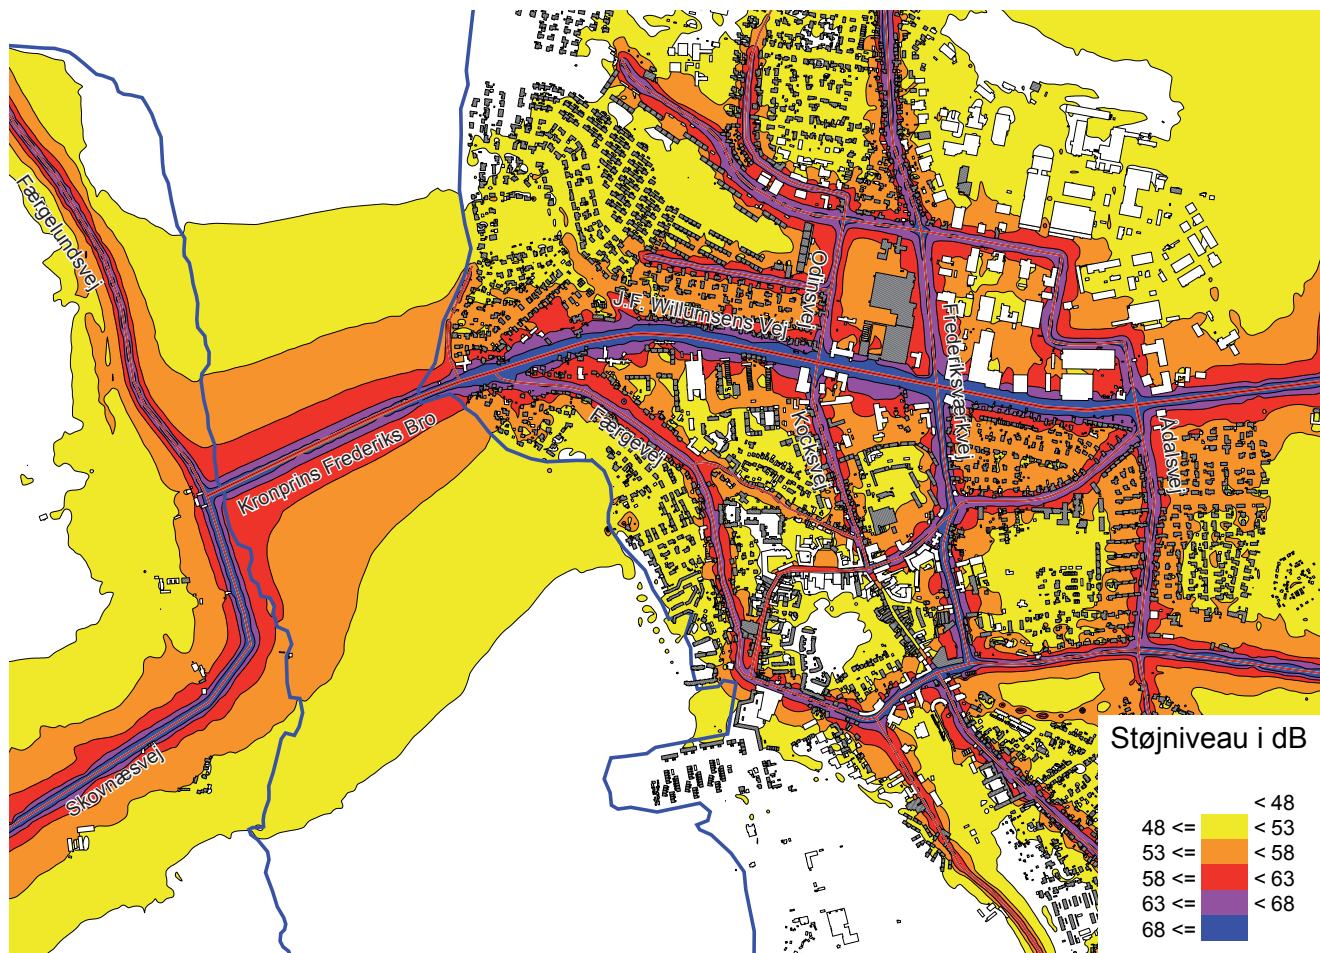 Færgelundsvej
Kronprins Frederiks Bro
Skovnæsvej
J.F. Willumsens Vej
Odinsvej
Frederiksværkvej
Færgevej
Kocksvej
Ådalsvej
Støjniveau i dB
< 48
48 <= < 53
53 <= < 58
58 <= < 63
63 <= < 68
68 <=